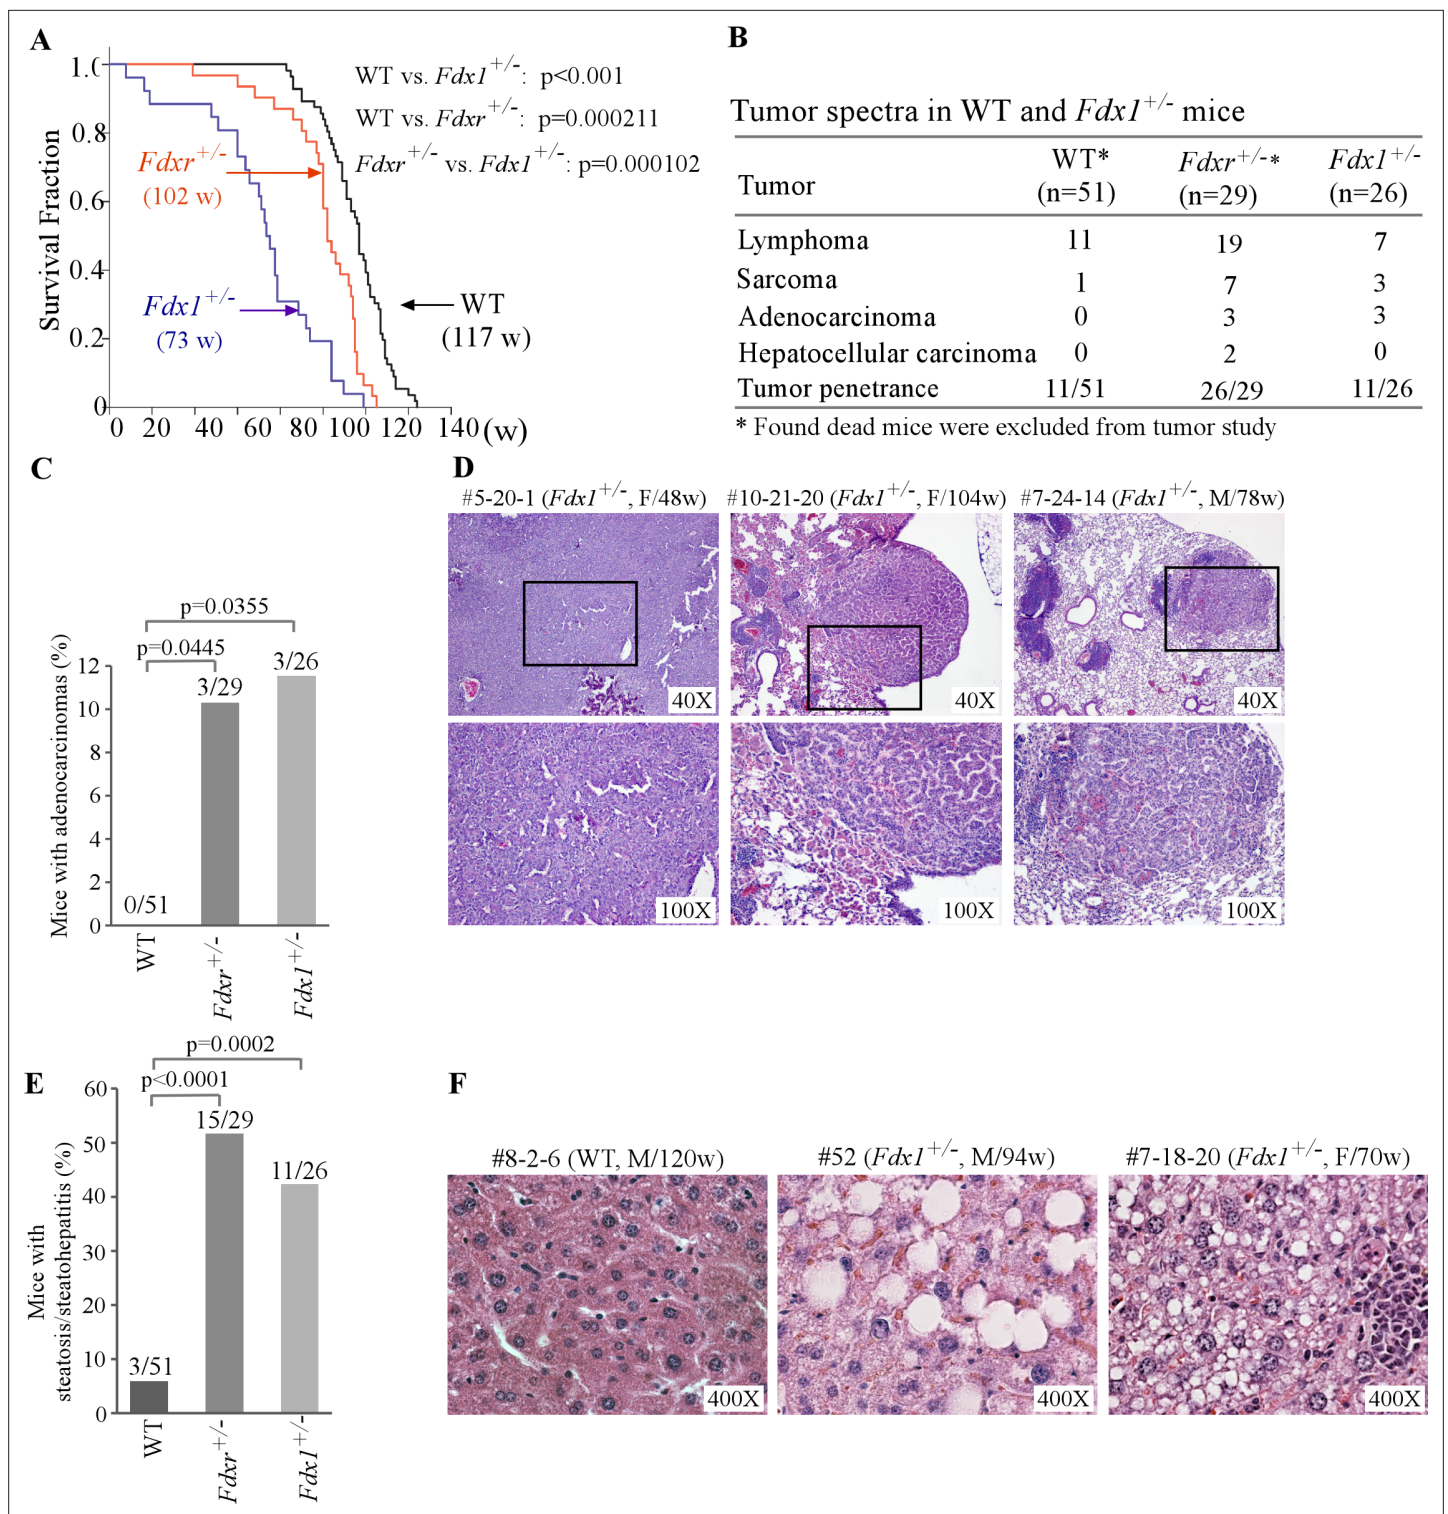 A
1.0
0.8
0.6
0.4
0.2
0
Survival Fraction
0 20 40 60 80 100 120 140 (w)
WT vs. Fdx1+/-: p<0.001
WT vs. Fdxr+/-: p=0.000211
Fdxr+/- vs. Fdx1+/-: p=0.000102
Fdxr+/-
(102 w)
Fdx1+/-
(73 w)
WT
(117 w)
B
Tumor spectra in WT and Fdx1+/- mice
Tumor WT* (n=51) Fdxr+/-* (n=29) Fdx1+/- (n=26)
Lymphoma 11 19 7
Sarcoma 1 7 3
Adenocarcinoma 0 3 3
Hepatocellular carcinoma 0 2 0
Tumor penetrance 11/51 26/29 11/26
* Found dead mice were excluded from tumor study
C
Mice with adenocarcinomas (%)
12
10
8
6
4
2
0
p=0.0355
p=0.0445
0/51
3/29
3/26
WT
Fdxr+/-
Fdx1+/-
D
#5-20-1 (Fdx1+/-, F/48w)
#10-21-20 (Fdx1+/-, F/104w)
#7-24-14 (Fdx1+/-, M/78w)
40X
40X
40X
100X
100X
100X
E
Mice with
steatosis/steatohepatitis (%)
60
50
40
30
20
10
0
p=0.0002
p<0.0001
3/51
15/29
11/26
WT
Fdxr+/-
Fdx1+/-
F
#8-2-6 (WT, M/120w)
#52 (Fdx1+/-, M/94w)
#7-18-20 (Fdx1+/-, F/70w)
400X
400X
400X